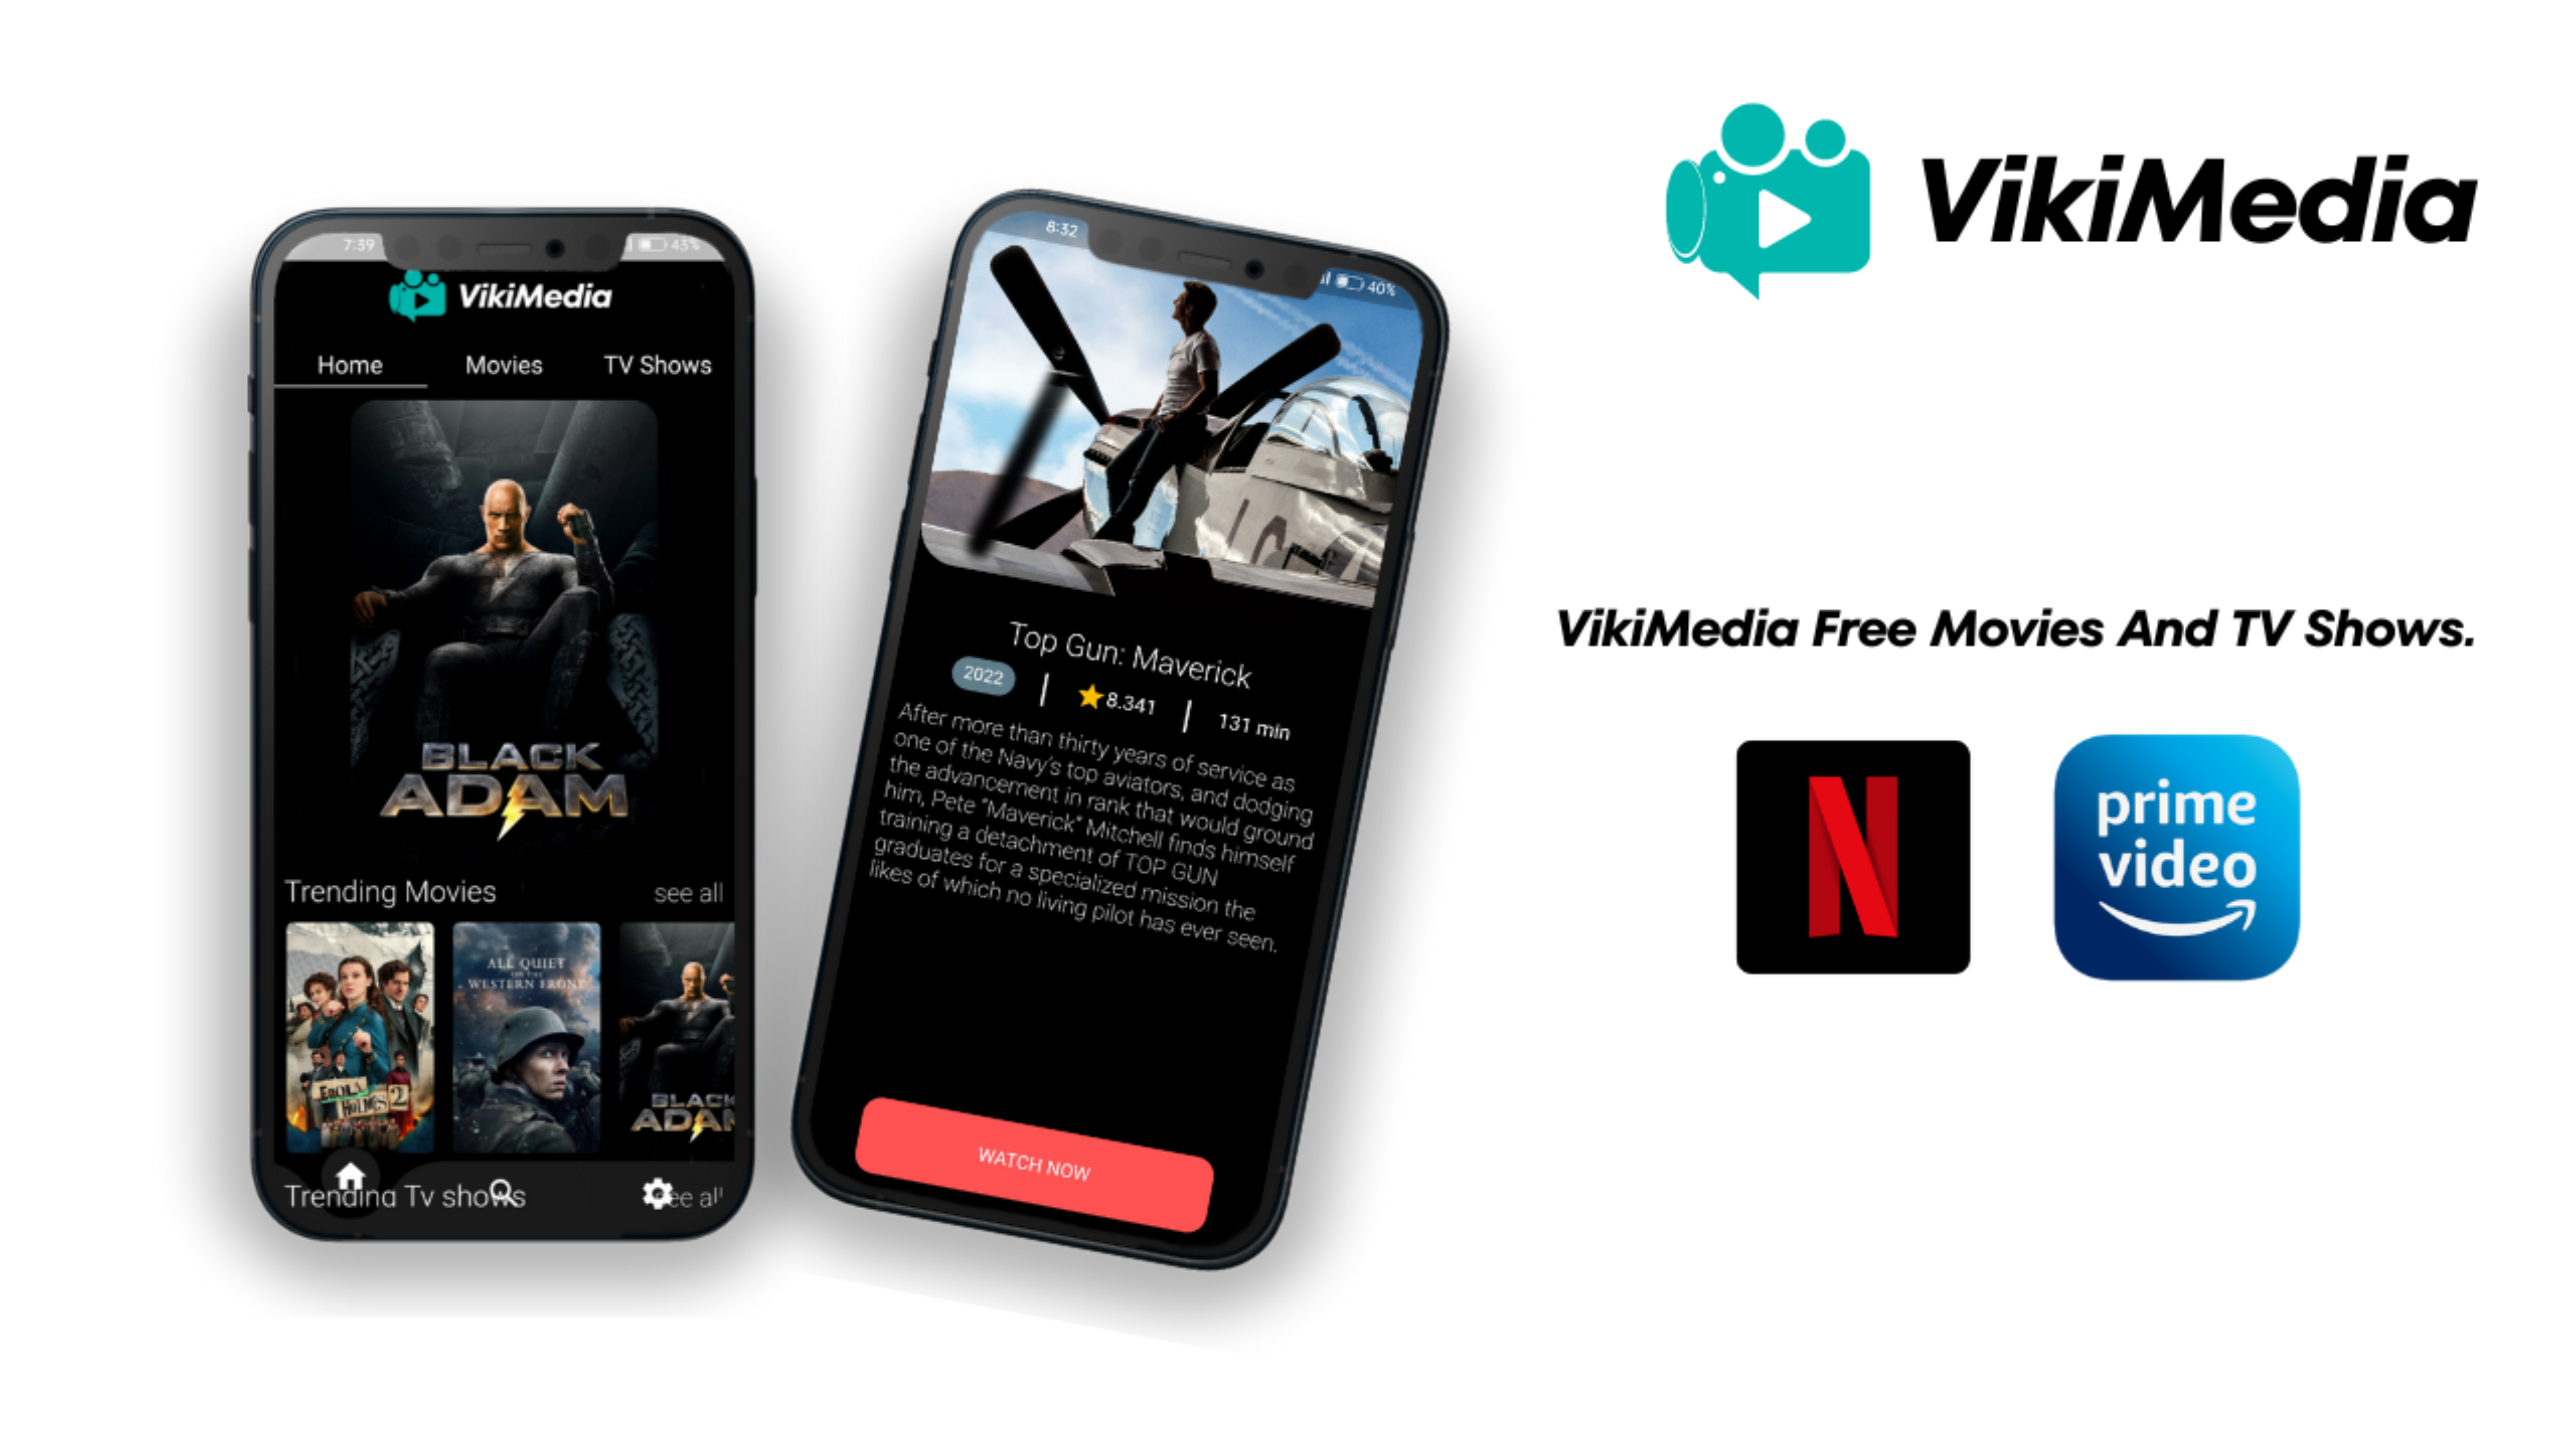 7:39
43%
VikiMedia
Home
Movies
TV Shows
BLACK
ADAM
Trending Movies
see all
ENOLA
HOLMES 2
ALL QUIET
ON THE
WESTERN FRONT
BLACK
ADAM
Trending Tv shows
see all
8:32
40%
Top Gun: Maverick
2022
8.341
131 min
After more than thirty years of service as
one of the Navy's top aviators, and dodging
the advancement in rank that would ground
him, Pete "Maverick" Mitchell finds himself
training a detachment of TOP GUN
graduates for a specialized mission the
likes of which no living pilot has ever seen.
WATCH NOW
VikiMedia
VikiMedia Free Movies And TV Shows.
N
prime
video